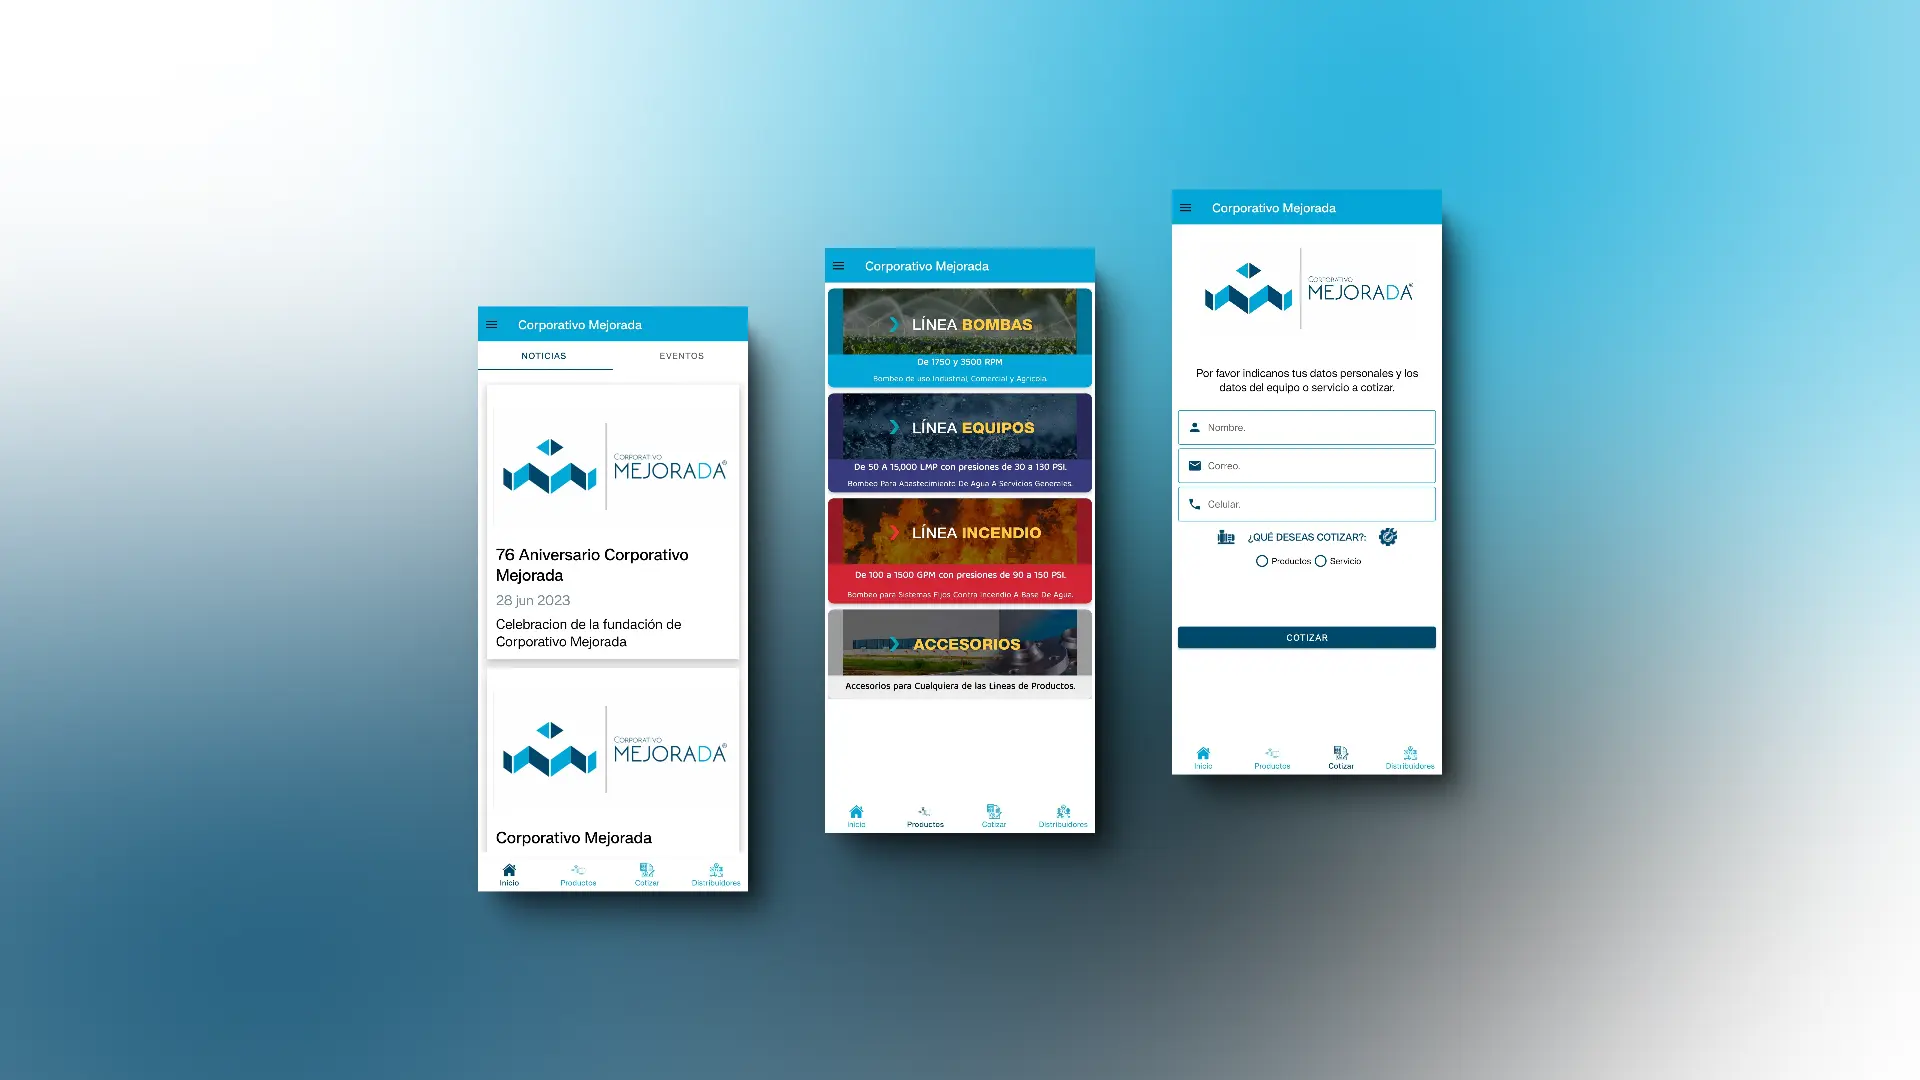 Corporativo Mejorada
NOTICIAS
EVENTOS
CORPORATIVO
MEJORADA®
76 Aniversario Corporativo
Mejorada
28 jun 2023
Celebracion de la fundación de
Corporativo Mejorada
CORPORATIVO
MEJORADA®
Corporativo Mejorada
Inicio
Productos
Cotizar
Distribuidores
Corporativo Mejorada
LÍNEA BOMBAS
De 1750 y 3500 RPM
Bombeo de uso Industrial, Comercial y Agrícola.
LÍNEA EQUIPOS
De 50 A 15,000 LMP con presiones de 30 a 130 PSI.
Bombeo Para Abastecimiento De Agua A Servicios Generales.
LÍNEA INCENDIO
De 100 a 1500 GPM con presiones de 90 a 150 PSI.
Bombeo para Sistemas Fijos Contra Incendio A Base De Agua.
ACCESORIOS
Accesorios para Cualquiera de las Líneas de Productos.
Inicio
Productos
Cotizar
Distribuidores
Corporativo Mejorada
CORPORATIVO
MEJORADA®
Por favor indicanos tus datos personales y los
datos del equipo o servicio a cotizar.
Nombre.
Correo.
Celular.
¿QUÉ DESEAS COTIZAR?:
Productos
Servicio
COTIZAR
Inicio
Productos
Cotizar
Distribuidores